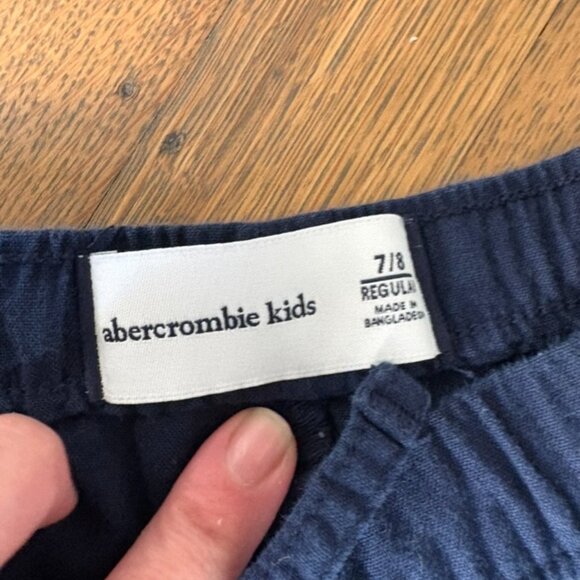 abercrombie kids
7/8
REGULAR
MADE IN
BANGLADESH